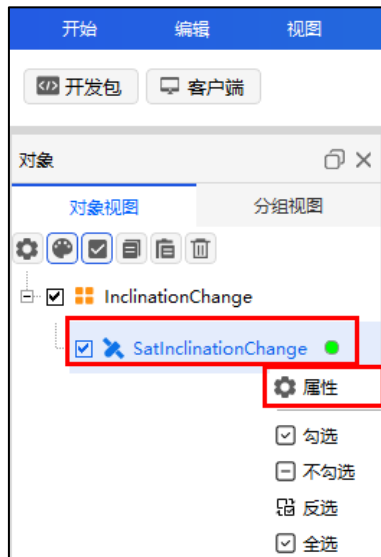 开始 编辑 视图
开发包 客户端
对象
对象视图 分组视图
InclinationChange
SatInclinationChange
属性
勾选
不勾选
反选
全选